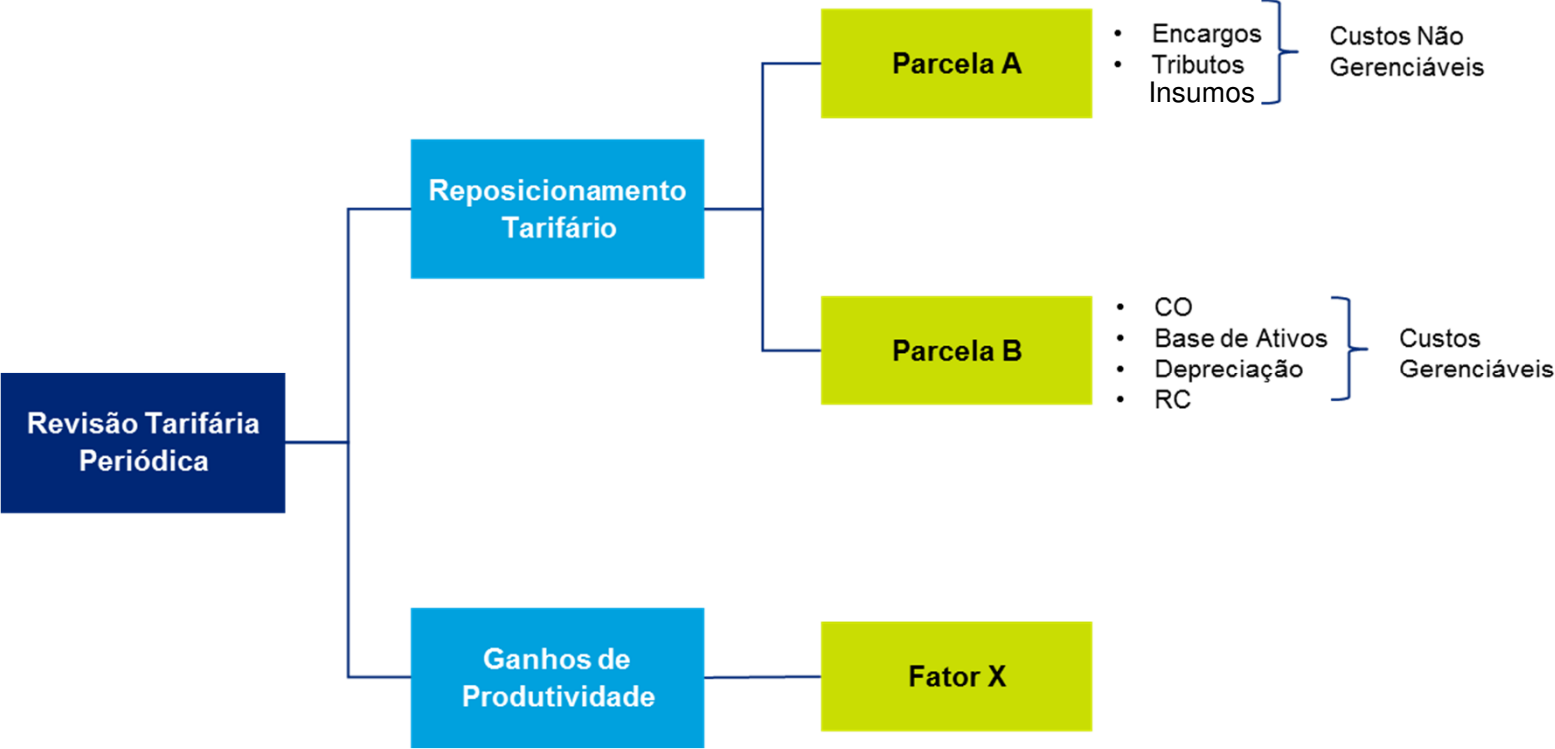 Revisão Tarifária
Periódica
Reposicionamento
Tarifário
Parcela A
• Encargos
• Tributos
Insumos
Custos Não
Gerenciáveis
Parcela B
• CO
• Base de Ativos
• Depreciação
• RC
Custos
Gerenciáveis
Ganhos de
Produtividade
Fator X